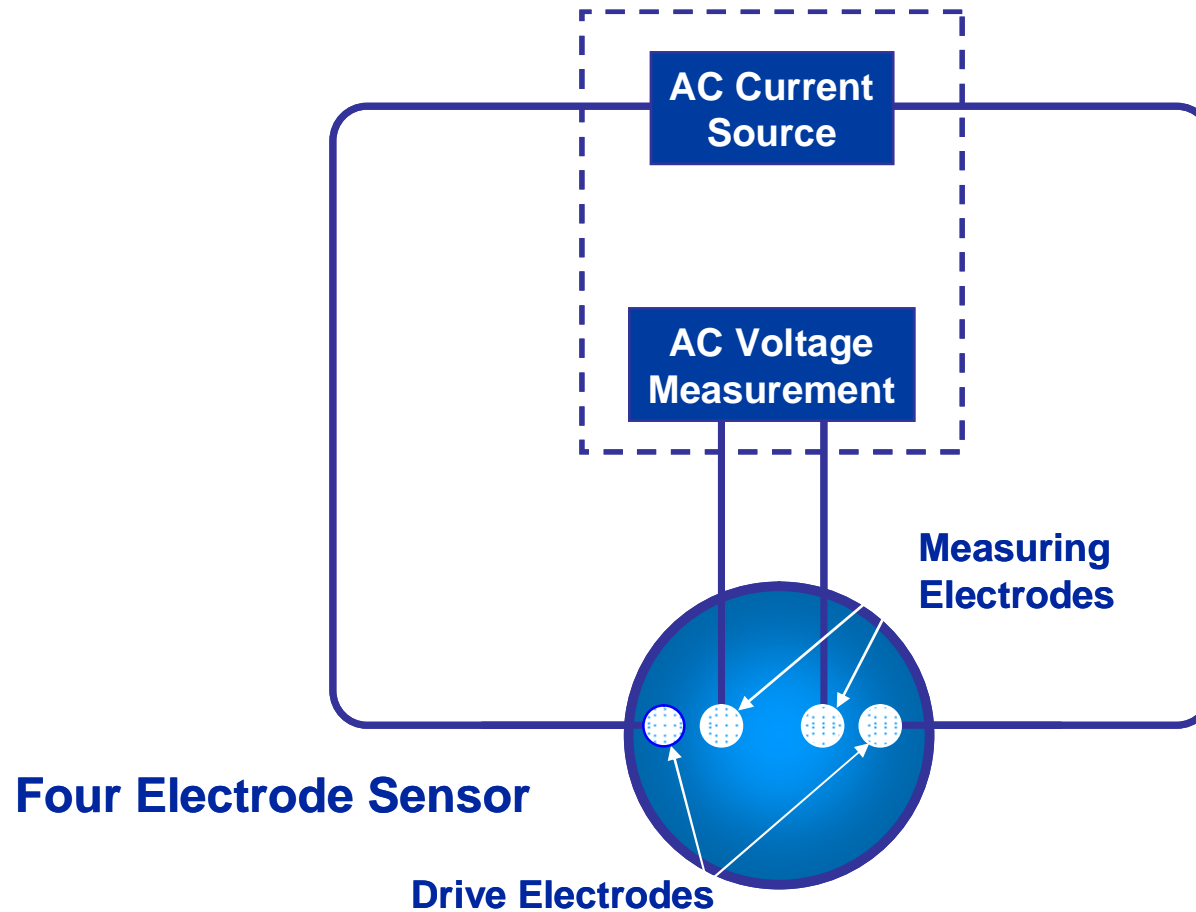 AC Current
Source
AC Voltage
Measurement
Measuring
Electrodes
Four Electrode Sensor
Drive Electrodes